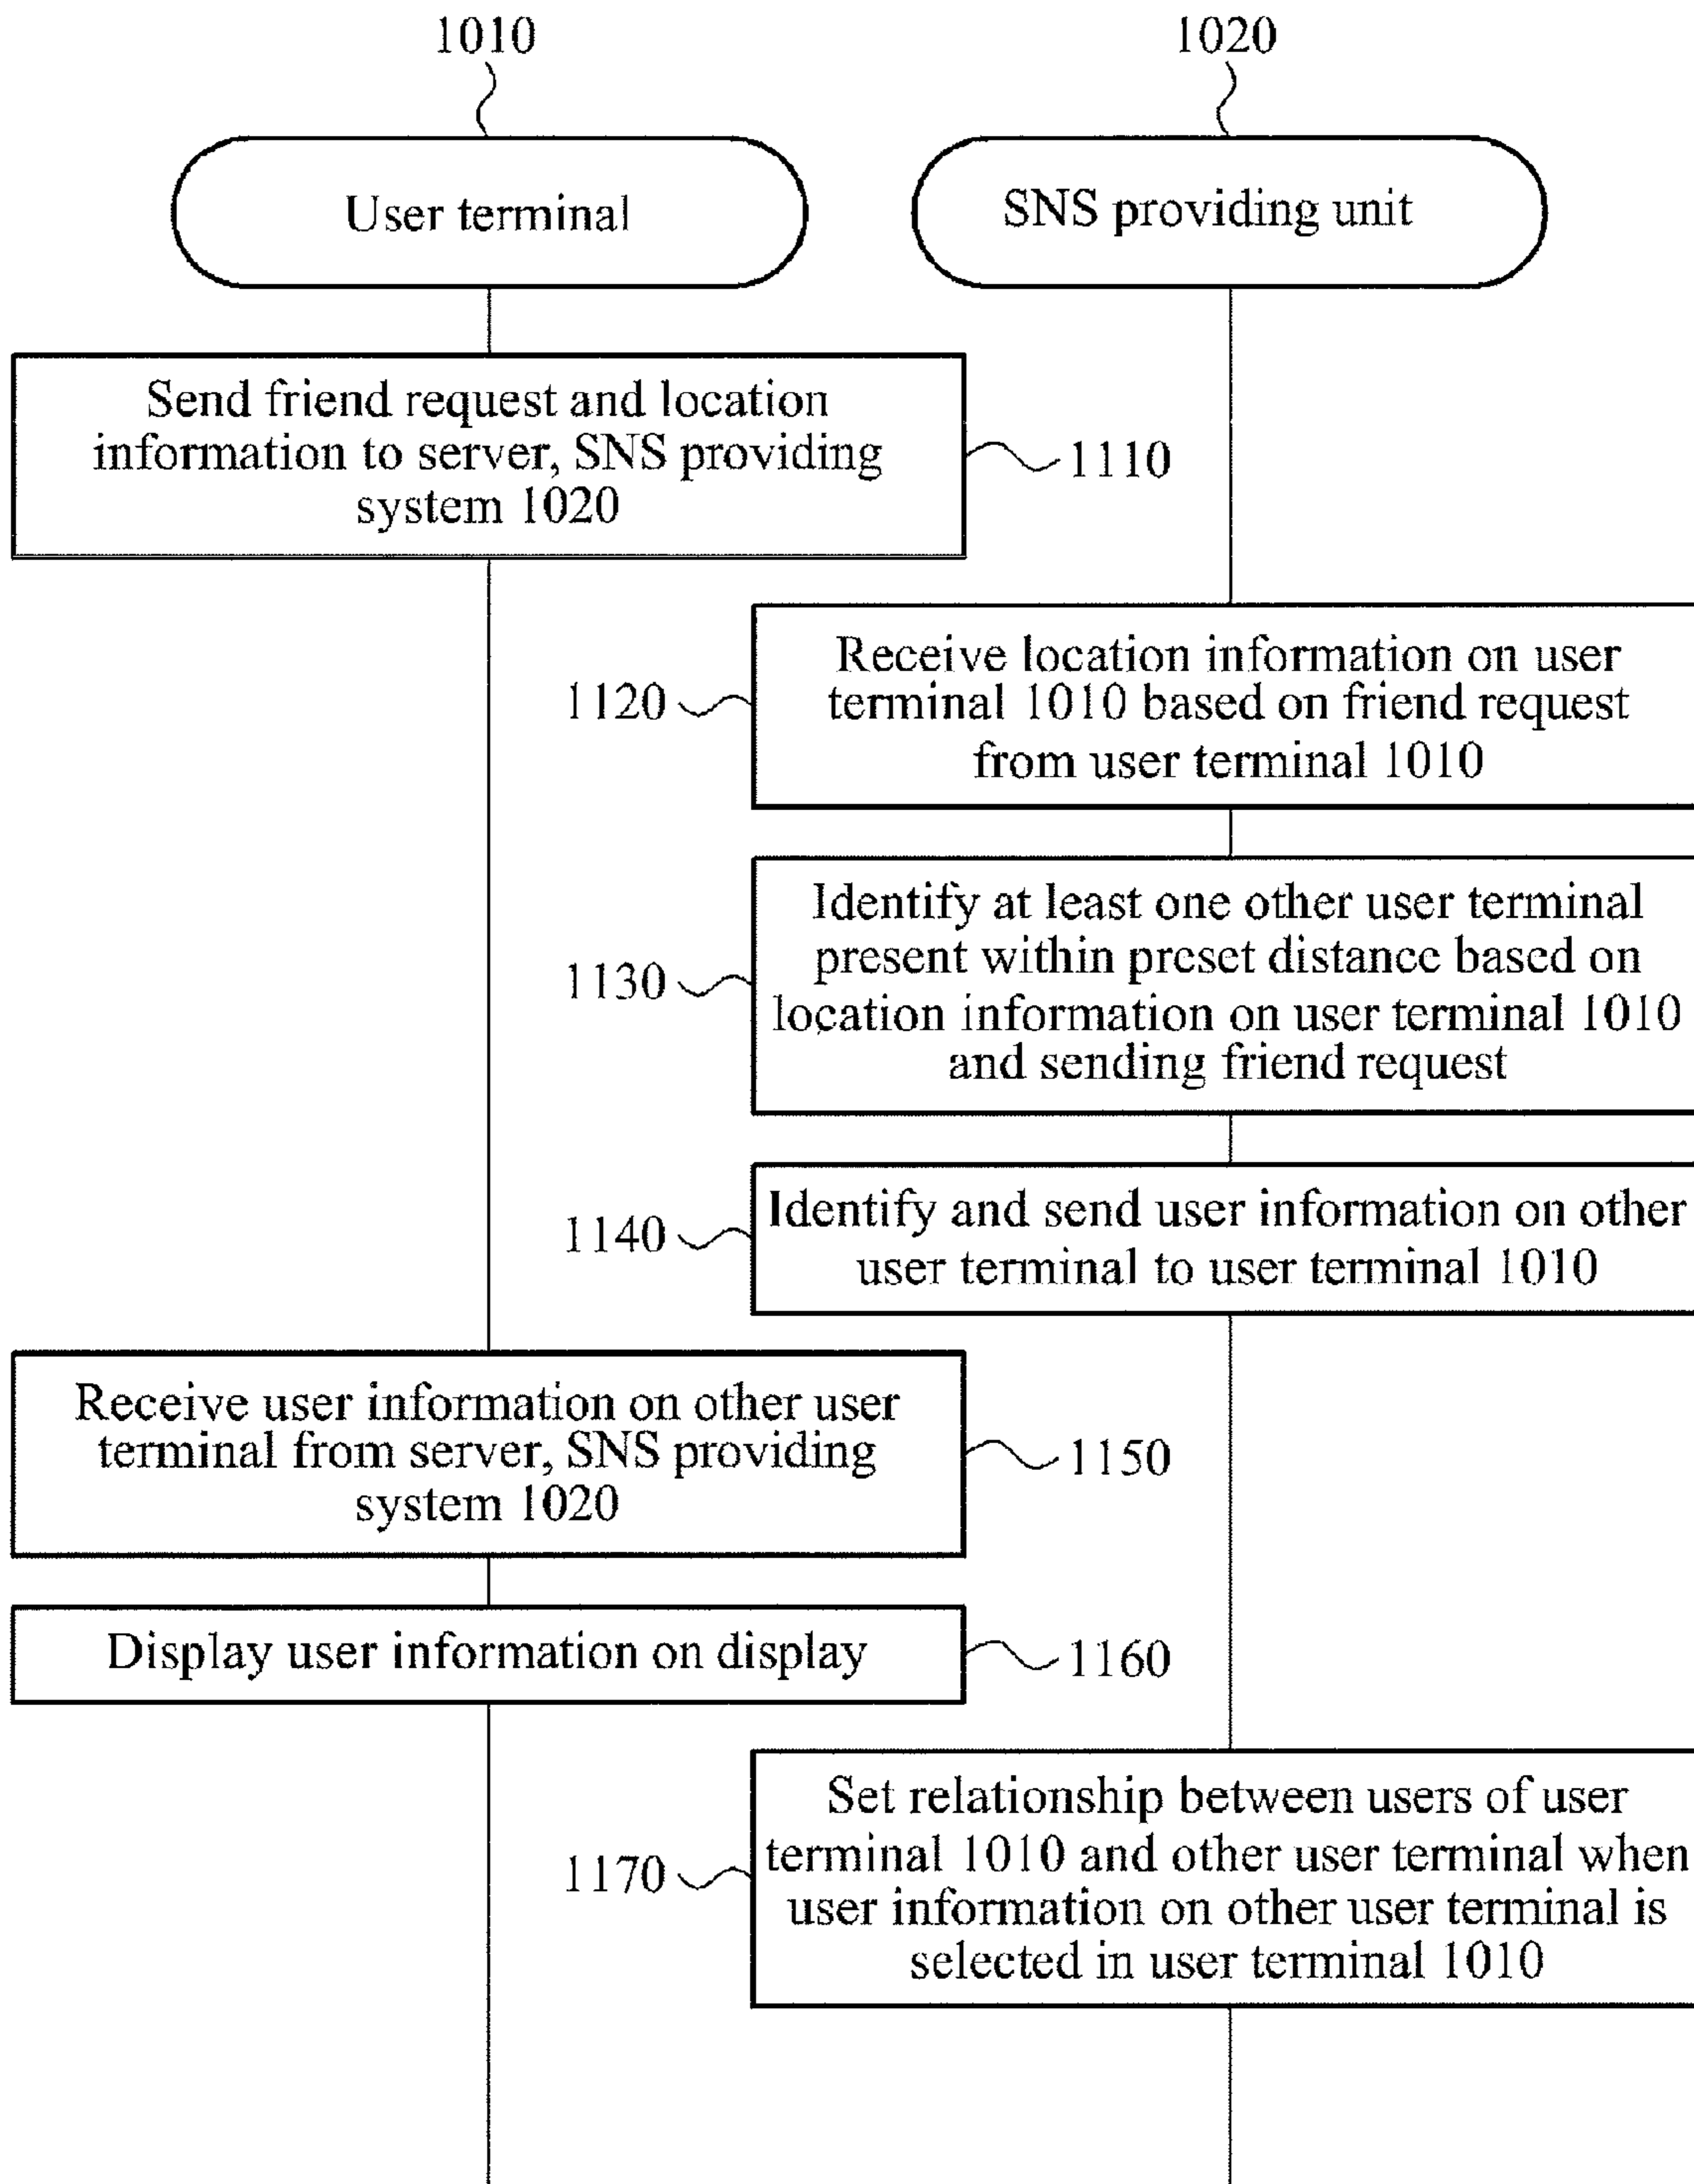 1010
1020
User terminal
SNS providing unit
Send friend request and location
information to server, SNS providing
system 1020
1110
Receive location information on user
terminal 1010 based on friend request
from user terminal 1010
1120
Identify at least one other user terminal
present within preset distance based on
location information on user terminal 1010
and sending friend request
1130
Identify and send user information on other
user terminal to user terminal 1010
1140
Receive user information on other user
terminal from server, SNS providing
system 1020
1150
Display user information on display
1160
Set relationship between users of user
terminal 1010 and other user terminal when
user information on other user terminal is
selected in user terminal 1010
1170